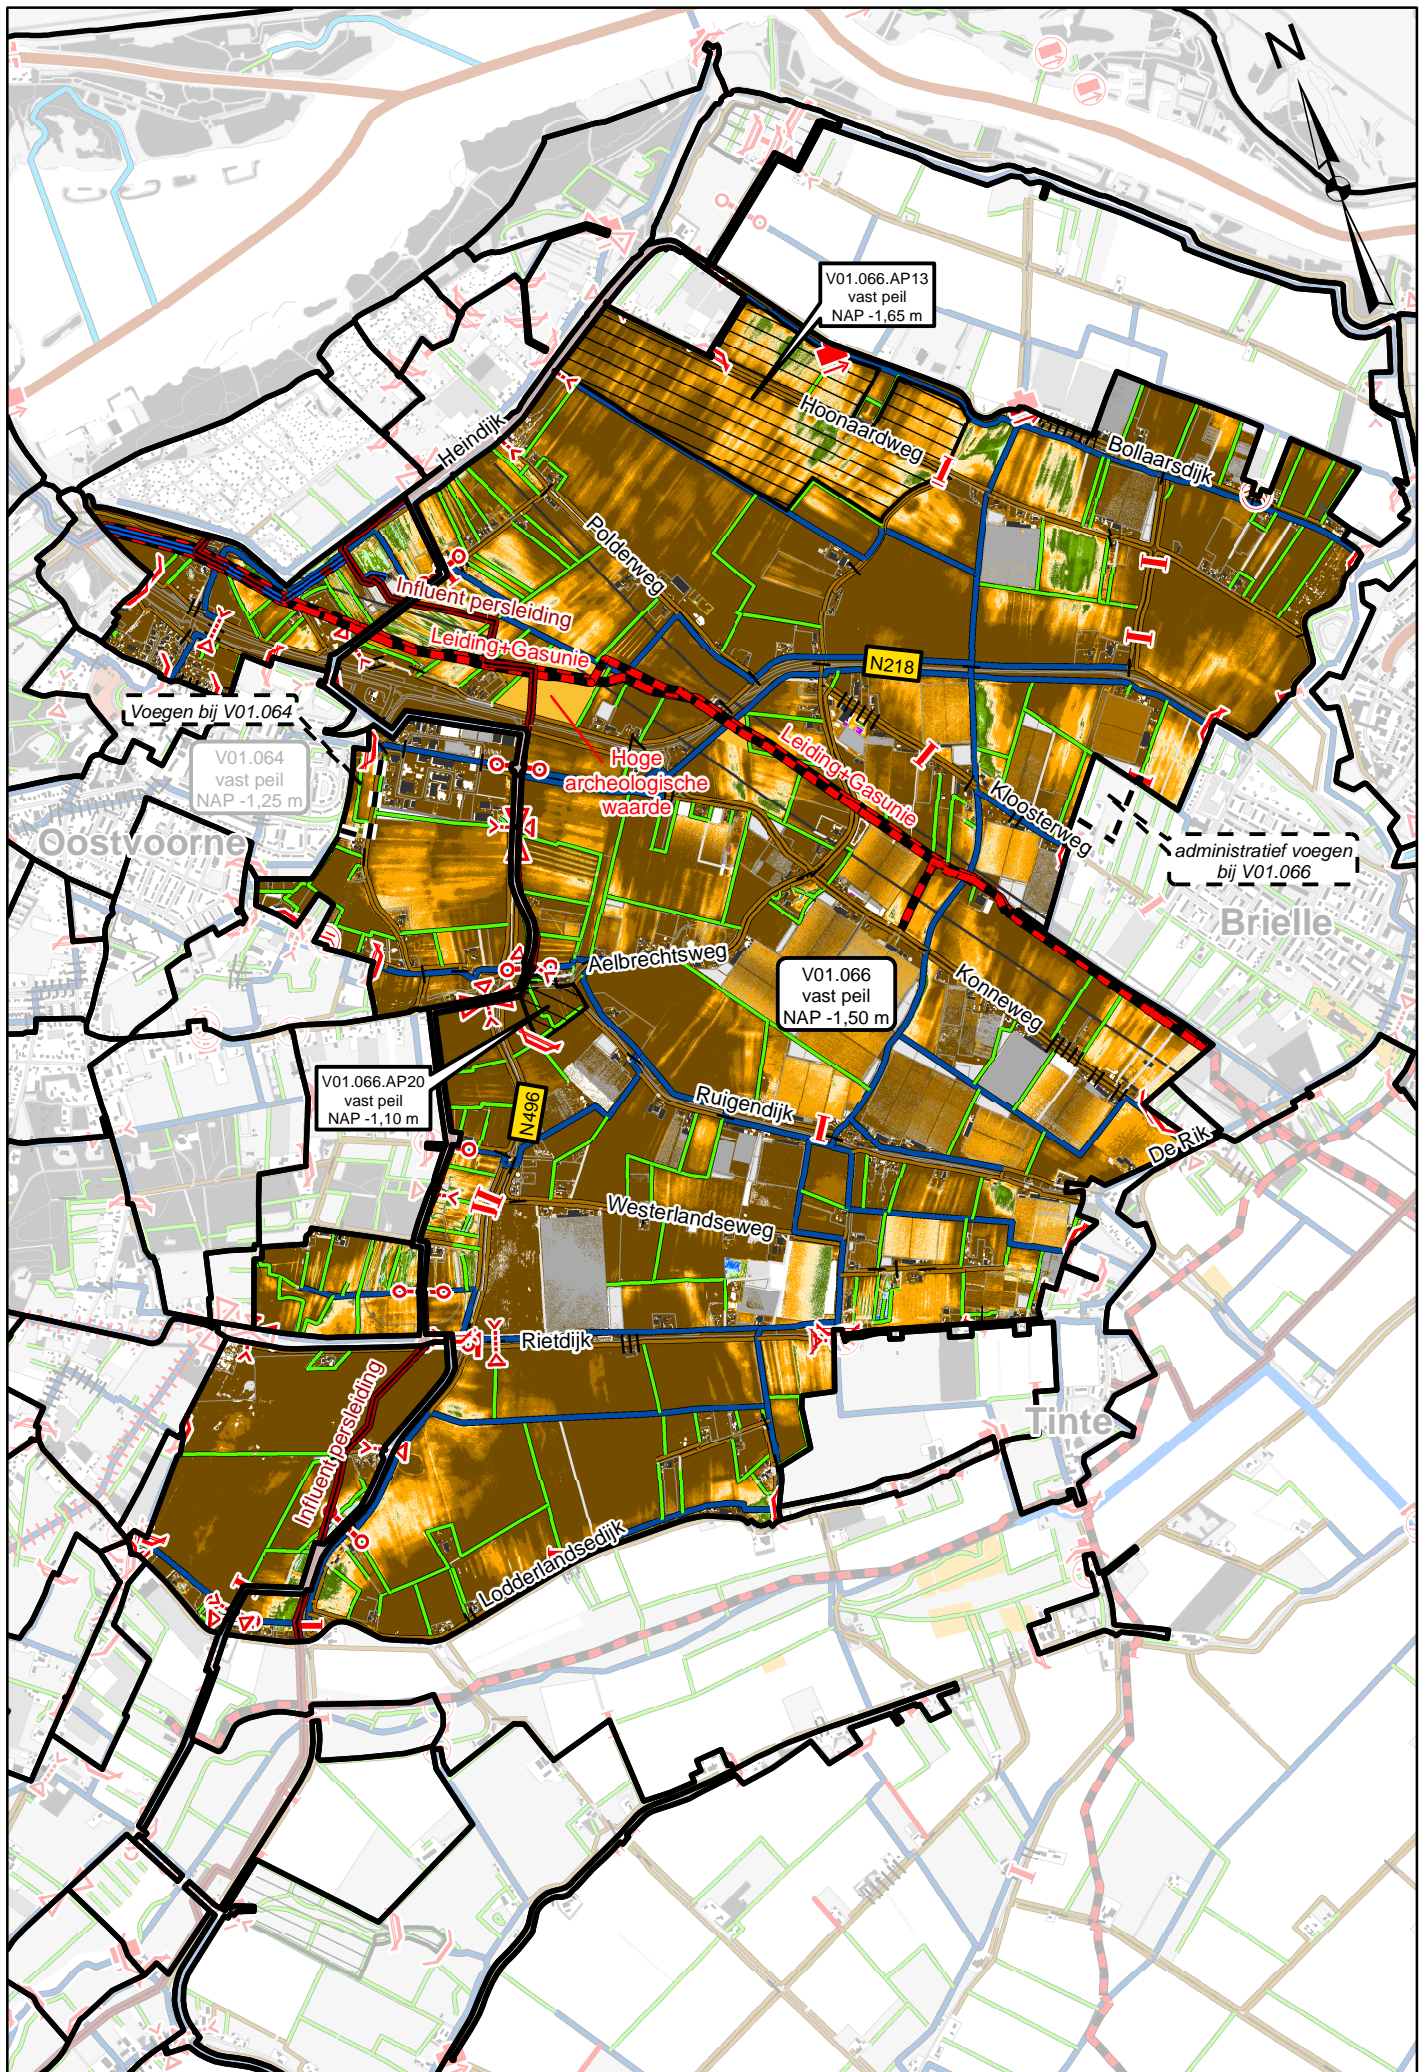 N
V01.066.AP13
vast peil
NAP -1,65 m
Hoonaardweg
Bollaarsdijk
Heindijk
Polderweg
Influent persleiding
Leiding+Gasunie
N218
Voegen bij V01.064
V01.064
vast peil
NAP -1,25 m
Hoge
archeologische
waarde
Leiding+Gasunie
Kloosterweg
Oostvoorne
administratief voegen
bij V01.066
Brielle
Aelbrechtsweg
V01.066
vast peil
NAP -1,50 m
Konneweg
V01.066.AP20
vast peil
NAP -1,10 m
N496
Ruigendijk
De Rik
Westerlandseweg
Rietdijk
Influent persleiding
Tinte
Lodderlandsedijk